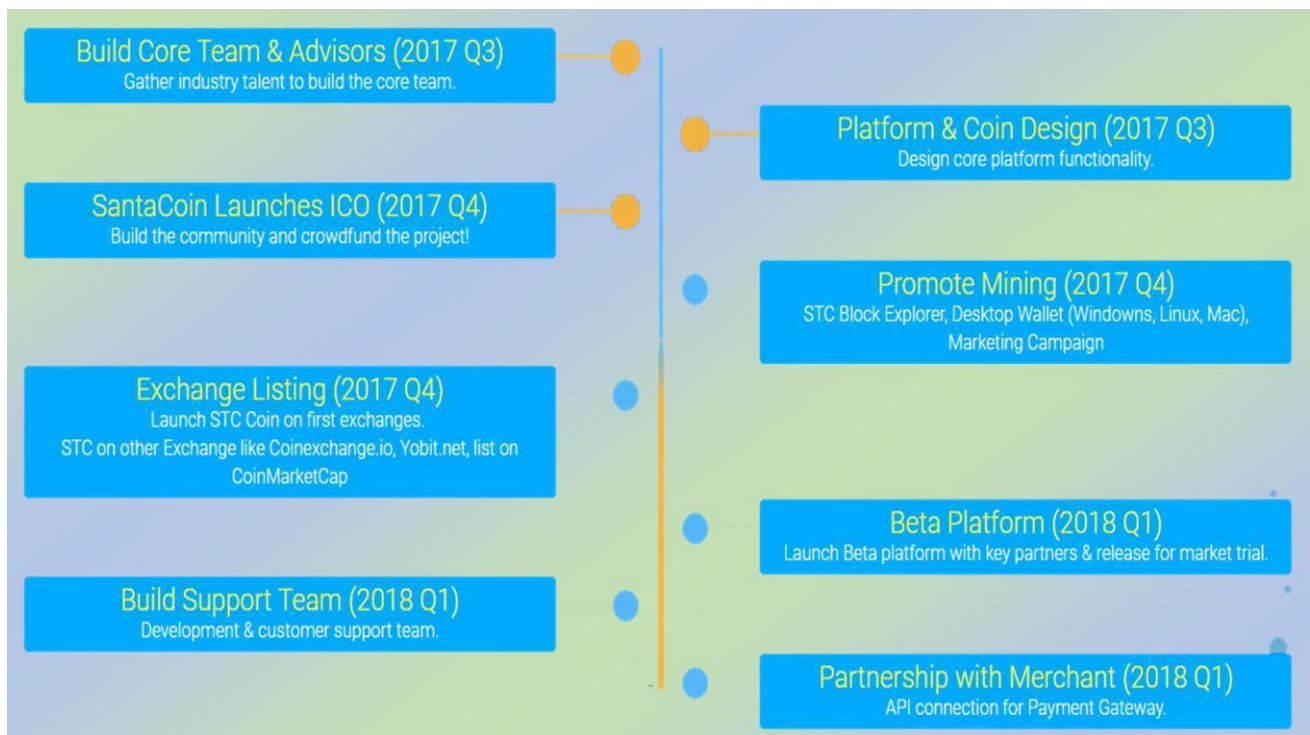 Build Core Team & Advisors (2017 Q3)
Gather industry talent to build the core team.
Platform & Coin Design (2017 Q3)
Design core platform functionality.
SantaCoin Launches ICO (2017 Q4)
Build the community and crowdfund the project!
Promote Mining (2017 Q4)
STC Block Explorer, Desktop Wallet (Windowns, Linux, Mac),
Marketing Campaign
Exchange Listing (2017 Q4)
Launch STC Coin on first exchanges.
STC on other Exchange like Coinexchange.io, Yobit.net, list on
CoinMarketCap
Beta Platform (2018 Q1)
Launch Beta platform with key partners & release for market trial.
Build Support Team (2018 Q1)
Development & customer support team.
Partnership with Merchant (2018 Q1)
API connection for Payment Gateway.